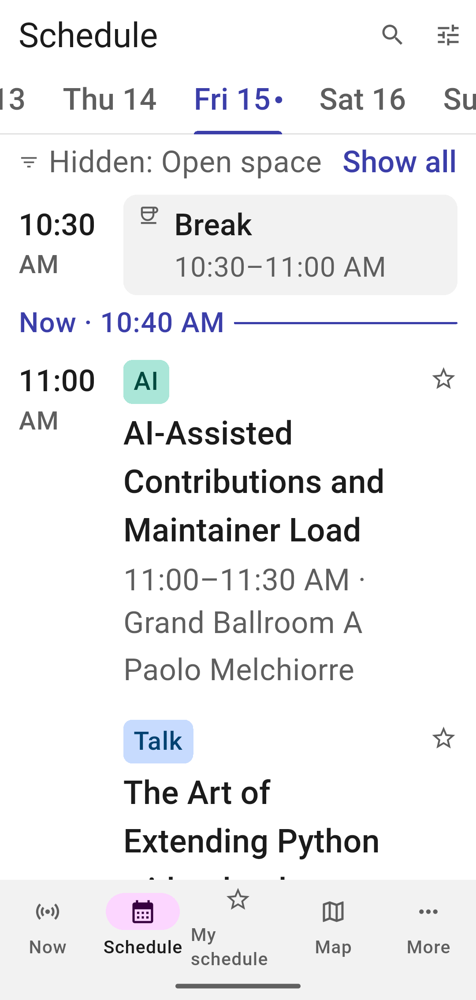 Schedule
13 Thu 14 Fri 15• Sat 16 Su
Hidden: Open space Show all
10:30 AM
Break
10:30–11:00 AM
Now · 10:40 AM
11:00 AM
AI
AI-Assisted
Contributions and
Maintainer Load
11:00–11:30 AM ·
Grand Ballroom A
Paolo Melchiorre
Talk
The Art of
Extending Python
Now
Schedule
My
schedule
Map
More